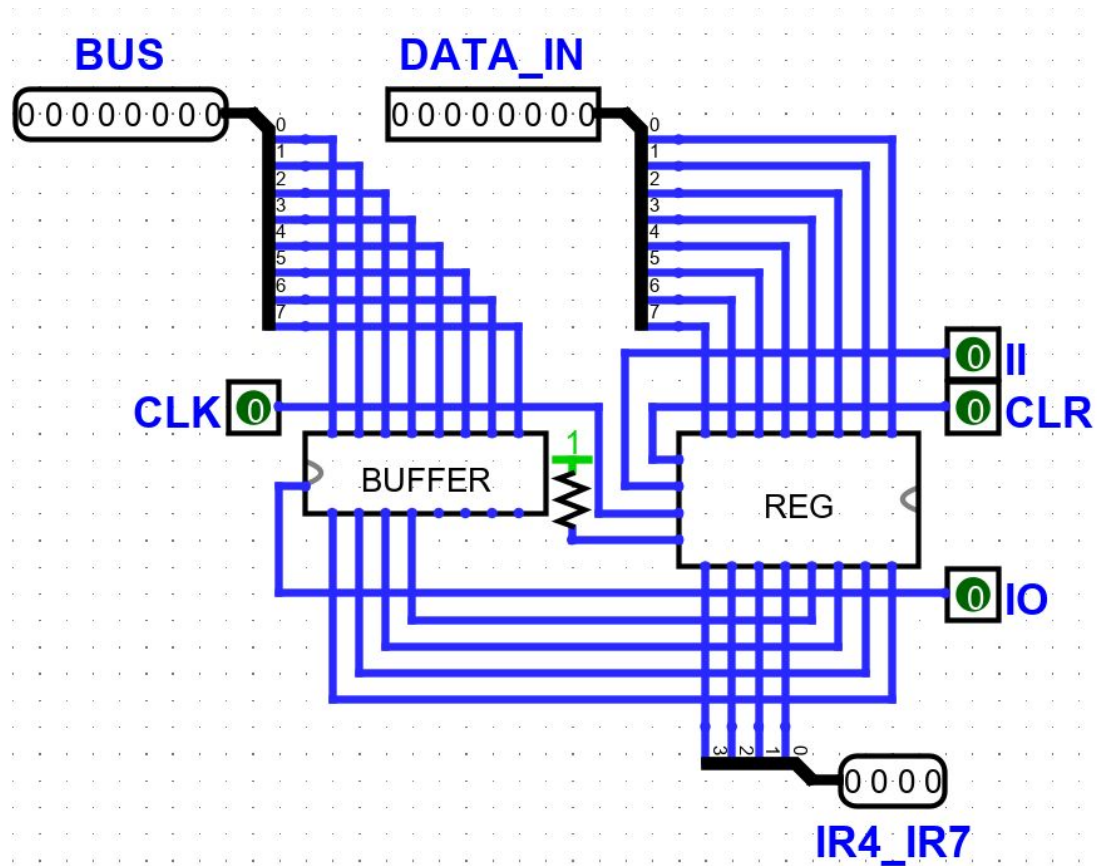 BUS
DATA_IN
00000000
00000000
0
1
2
3
4
5
6
7
0
1
2
3
4
5
6
7
0 II
CLK 0
0 CLR
1
BUFFER
REG
0 IO
3 2 1 0
0000
IR4_IR7